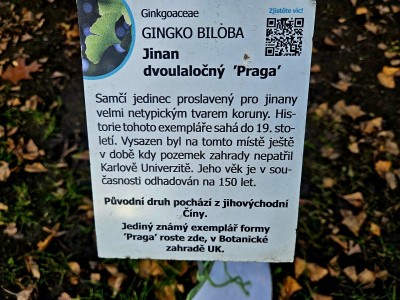 Ginkgoaceae
Zjistěte víc!
GINGKO BILOBA
Jinan
dvoulaločný 'Praga'
Samčí jedinec proslavený pro jinany
velmi netypickým tvarem koruny. His-
torie tohoto exempláře sahá do 19. sto-
letí. Vysazen byl na tomto místě ještě
v době kdy pozemek zahrady nepatřil
Karlově Univerzitě. Jeho věk je v sou-
časnosti odhadován na 150 let.
Původní druh pochází z jihovýchodní
Číny.
Jediný známý exemplář formy
'Praga' roste zde, v Botanické
zahradě UK.